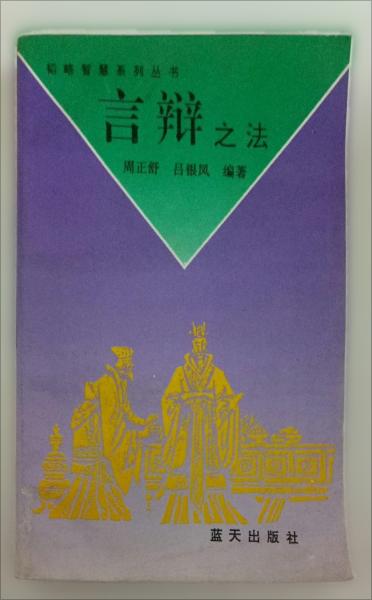 韬略智慧系列丛书
言辩之法
周正舒 吕银凤 编著
蓝天出版社